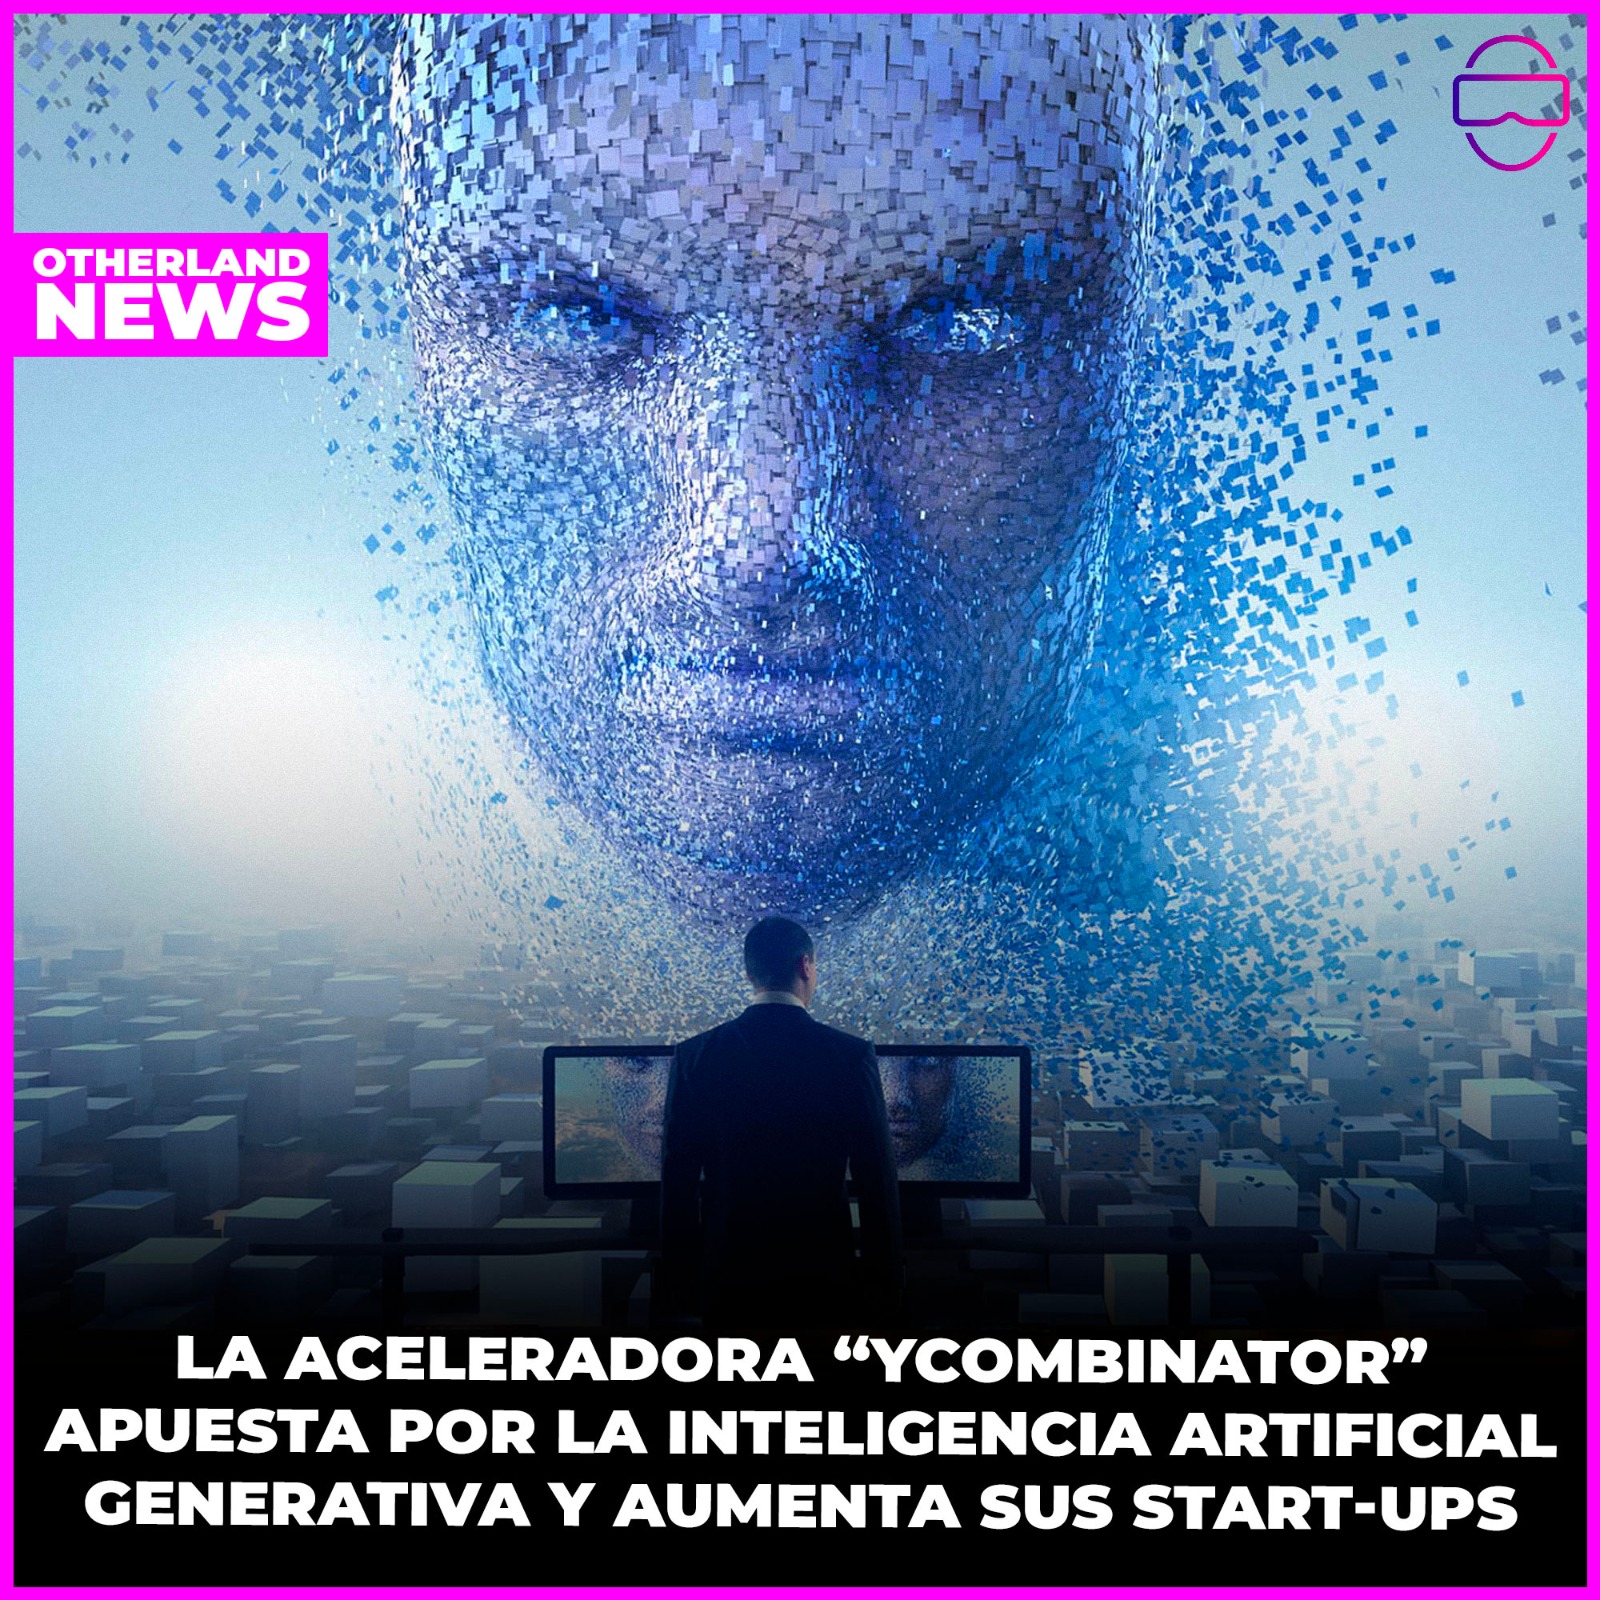 OTHERLAND
NEWS
LA ACELERADORA “YCOMBINATOR”
APUESTA POR LA INTELIGENCIA ARTIFICIAL
GENERATIVA Y AUMENTA SUS START-UPS